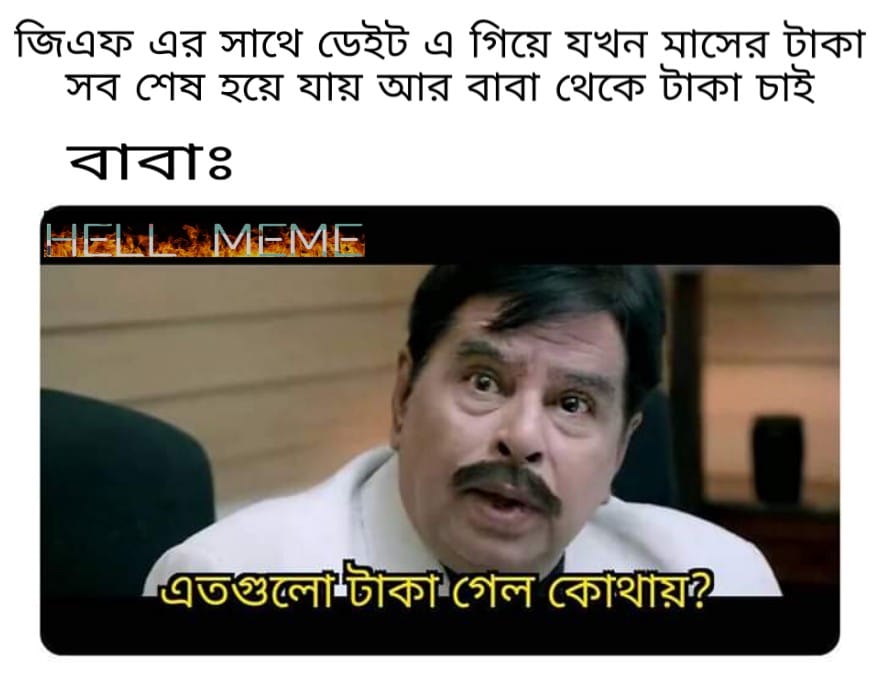 জিএফ এর সাথে ডেইট এ গিয়ে যখন মাসের টাকা
সব শেষ হয়ে যায় আর বাবা থেকে টাকা চাই
বাবাঃ
HELL MEME
এতগুলো টাকা গেল কোথায়?